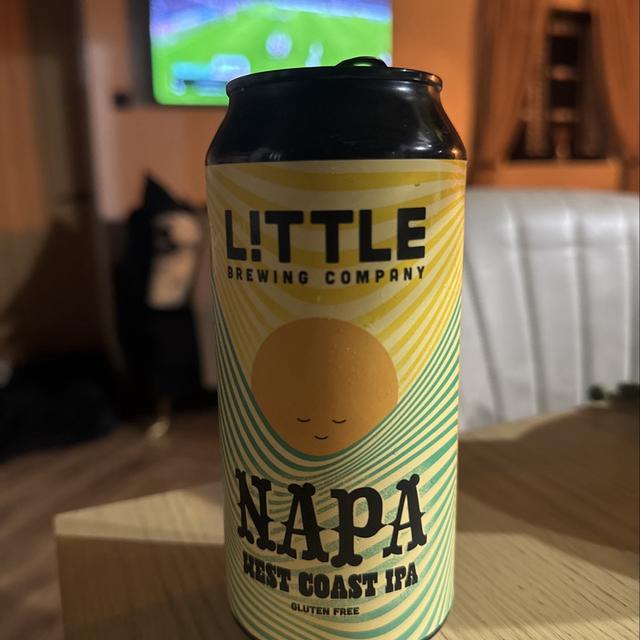 L!TTLE
BREWING COMPANY
NAPA
WEST COAST IPA
GLUTEN FREE